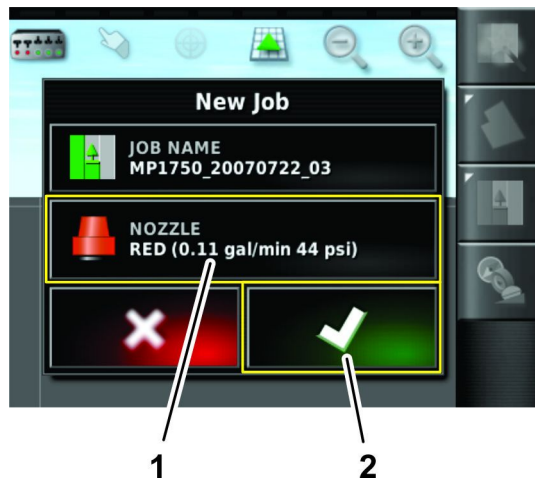 New Job
JOB NAME
MP1750_20070722_03
NOZZLE
RED (0.11 gal/min 44 psi)
1
2